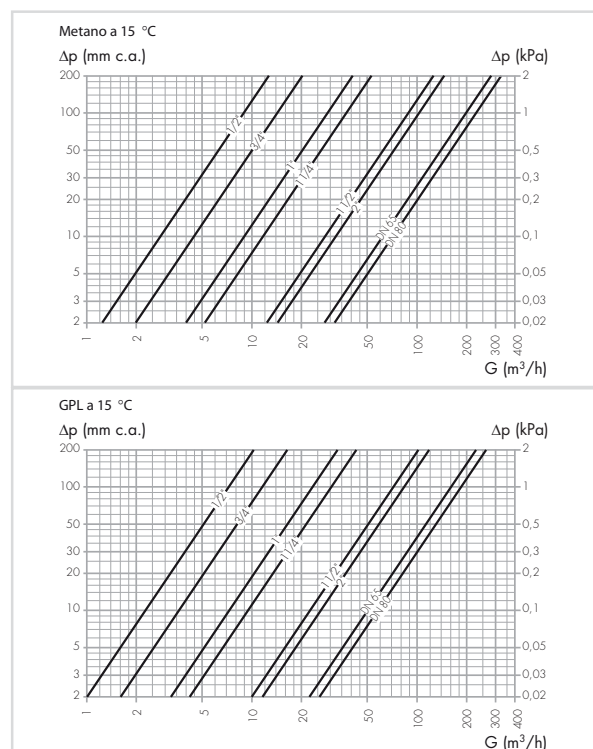 Metano a 15 °C
Δp (mm c.a.) Δp (kPa)
200 2
100 1
50 0,5
30 0,3
20 0,2
10 0,1
5 0,05
3 0,03
2 0,02
1/2" 3/4" 1" 1 1/4" 1 1/2" 2" DN 65 DN 80
1 2 5 10 20 50 100 200 300 400
G (m³/h)
GPL a 15 °C
Δp (mm c.a.) Δp (kPa)
200 2
100 1
50 0,5
30 0,3
20 0,2
10 0,1
5 0,05
3 0,03
2 0,02
1/2" 3/4" 1" 1 1/4" 1 1/2" 2" DN 65 DN 80
1 2 5 10 20 50 100 200 300 400
G (m³/h)